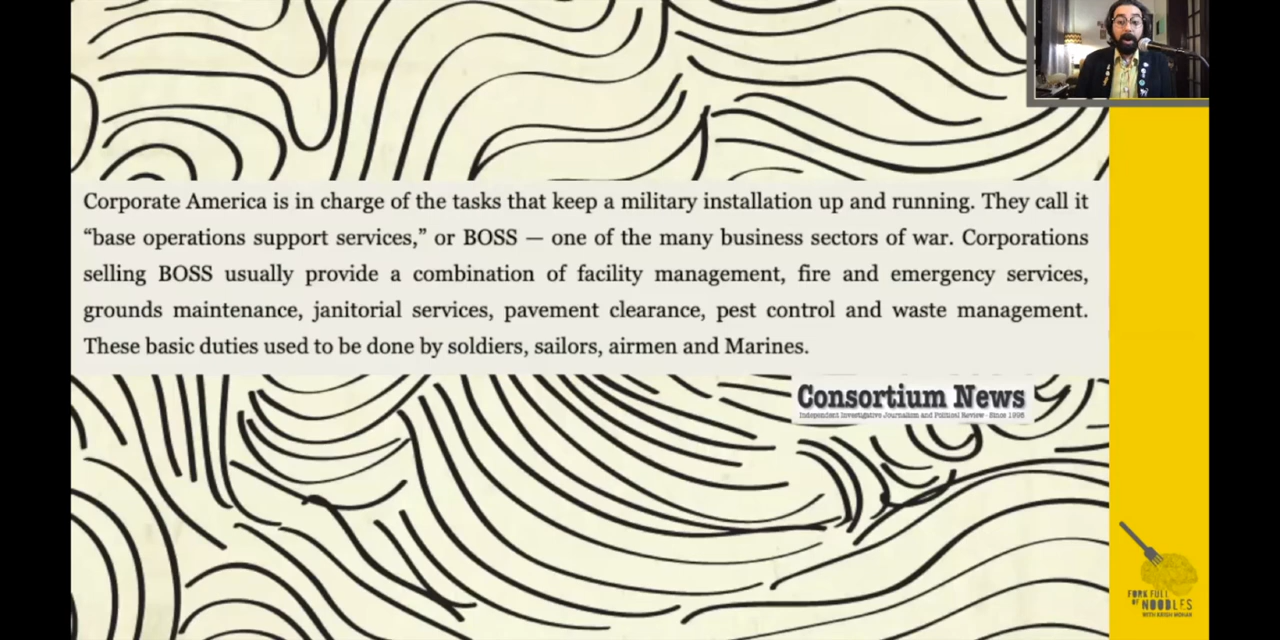 Corporate America is in charge of the tasks that keep a military installation up and running. They call it
“base operations support services,” or BOSS — one of the many business sectors of war. Corporations
selling BOSS usually provide a combination of facility management, fire and emergency services,
grounds maintenance, janitorial services, pavement clearance, pest control and waste management.
These basic duties used to be done by soldiers, sailors, airmen and Marines.
Consortium News
Independent Investigative Journalism and Political Review - Since 1995
FORK FULL
OF NOODLES
WITH KRISH MOHAN